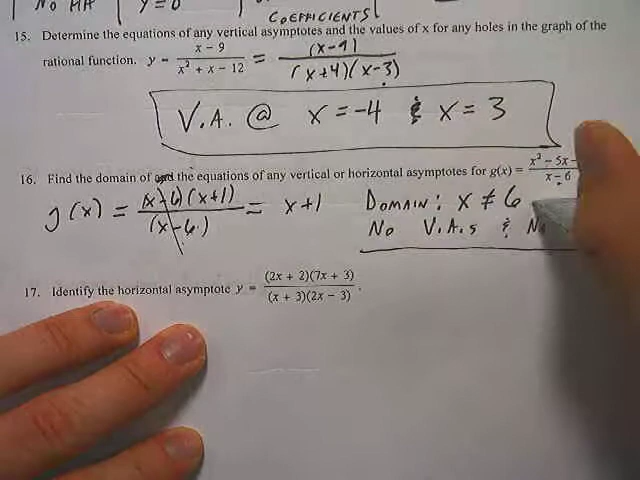 No HA | y = 0
COEFFICIENTS
15. Determine the equations of any vertical asymptotes and the values of x for any holes in the graph of the
rational function. y = x − 9 / x² + x − 12 = (x-9) / (x+4)(x-3)
V.A. @ x = -4 & x = 3
16. Find the domain of and the equations of any vertical or horizontal asymptotes for g(x) = x² − 5x − / x − 6
g(x) = (x-6)(x+1) / (x-6) = x+1
DOMAIN: x ≠ 6
No V.A.s & No
17. Identify the horizontal asymptote y = (2x + 2)(7x + 3) / (x + 3)(2x − 3) .